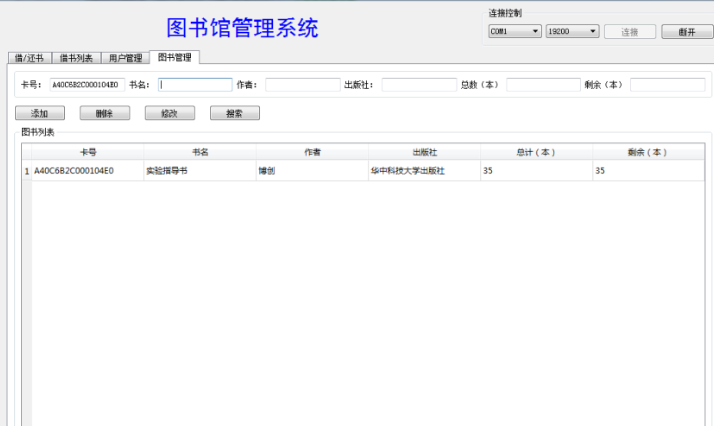 连接控制
图书馆管理系统
COM1 19200 连接 断开
借/还书 借书列表 用户管理 图书管理
卡号: A40C6B2C000104E0 书名: 作者: 出版社: 总数（本） 剩余（本）
添加 删除 修改 搜索
图书列表
卡号 书名 作者 出版社 总计（本） 剩余（本）
1 A40C6B2C000104E0 实验指导书 博创 华中科技大学出版社 35 35